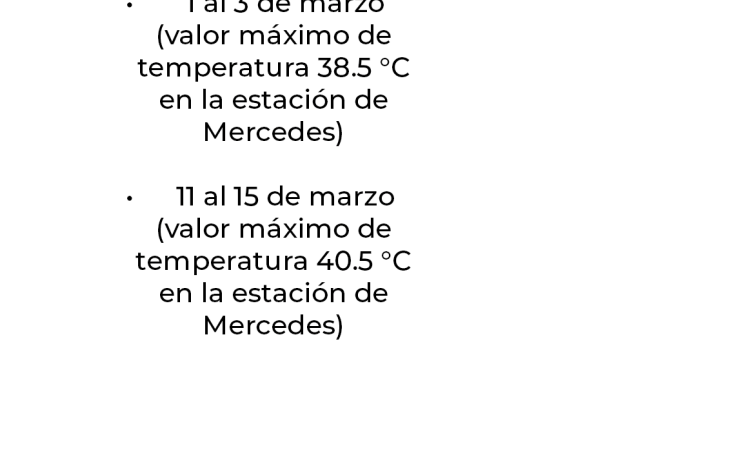 • 1 al 3 de marzo
(valor máximo de
temperatura 38.5 °C
en la estación de
Mercedes)
• 11 al 15 de marzo
(valor máximo de
temperatura 40.5 °C
en la estación de
Mercedes)